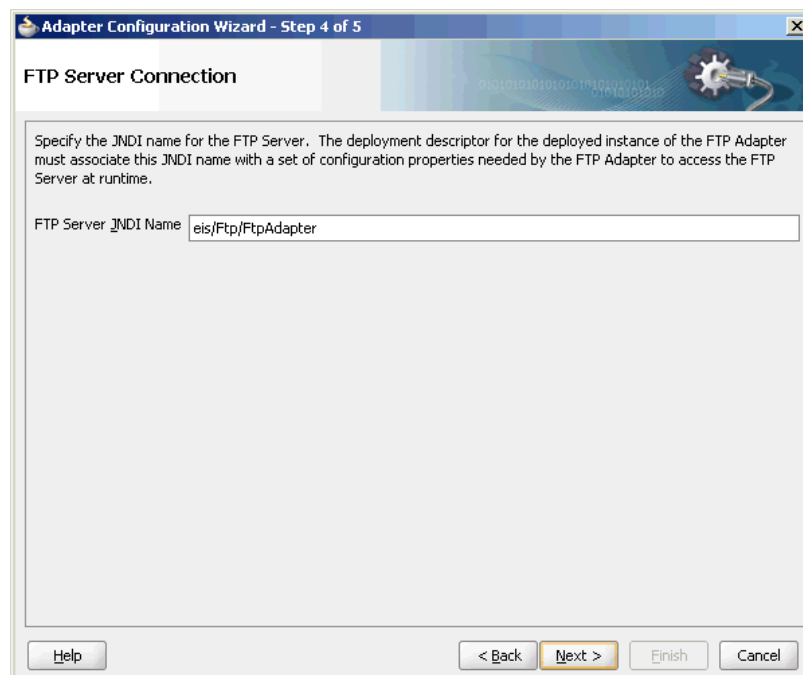 Adapter Configuration Wizard - Step 4 of 5
FTP Server Connection
Specify the JNDI name for the FTP Server. The deployment descriptor for the deployed instance of the FTP Adapter
must associate this JNDI name with a set of configuration properties needed by the FTP Adapter to access the FTP
Server at runtime.
FTP Server JNDI Name eis/Ftp/FtpAdapter
Help < Back Next > Finish Cancel